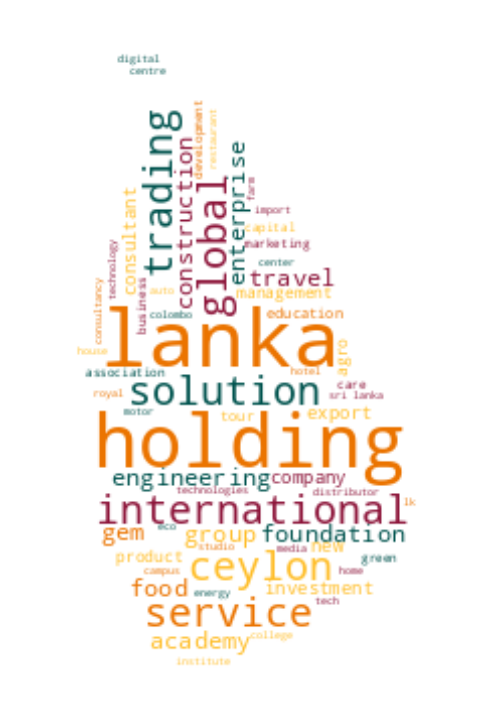 digital
centre
trading
construction
development
restaurant
global
enterprise
farm
import
capital
marketing
consultant
technology
center
travel
business
auto
management
consultancy
colombo
education
lanka
house
association
hotel
agro
solution
care
royal
sri lanka
motor
tour
export
holding
engineering
company
technologies
distributor
international
lk
eco
gem
group
foundation
studio
media
new
product
ceylon
green
campus
home
food
energy
investment
service
tech
academy
college
institute